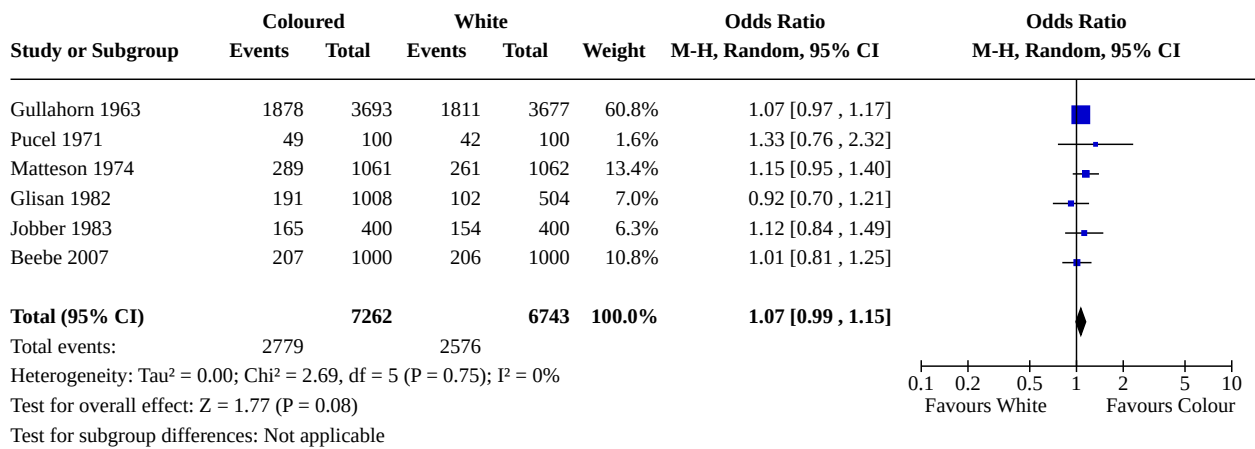 Coloured White Odds Ratio Odds Ratio
Study or Subgroup Events Total Events Total Weight M-H, Random, 95% CI M-H, Random, 95% CI
Gullahorn 1963 1878 3693 1811 3677 60.8% 1.07 [0.97 , 1.17]
Pucel 1971 49 100 42 100 1.6% 1.33 [0.76 , 2.32]
Matteson 1974 289 1061 261 1062 13.4% 1.15 [0.95 , 1.40]
Glisan 1982 191 1008 102 504 7.0% 0.92 [0.70 , 1.21]
Jobber 1983 165 400 154 400 6.3% 1.12 [0.84 , 1.49]
Beebe 2007 207 1000 206 1000 10.8% 1.01 [0.81 , 1.25]
Total (95% CI) 7262 6743 100.0% 1.07 [0.99 , 1.15]
Total events: 2779 2576
Heterogeneity: Tau² = 0.00; Chi² = 2.69, df = 5 (P = 0.75); I² = 0%
0.1 0.2 0.5 1 2 5 10
Test for overall effect: Z = 1.77 (P = 0.08) Favours White Favours Colour
Test for subgroup differences: Not applicable